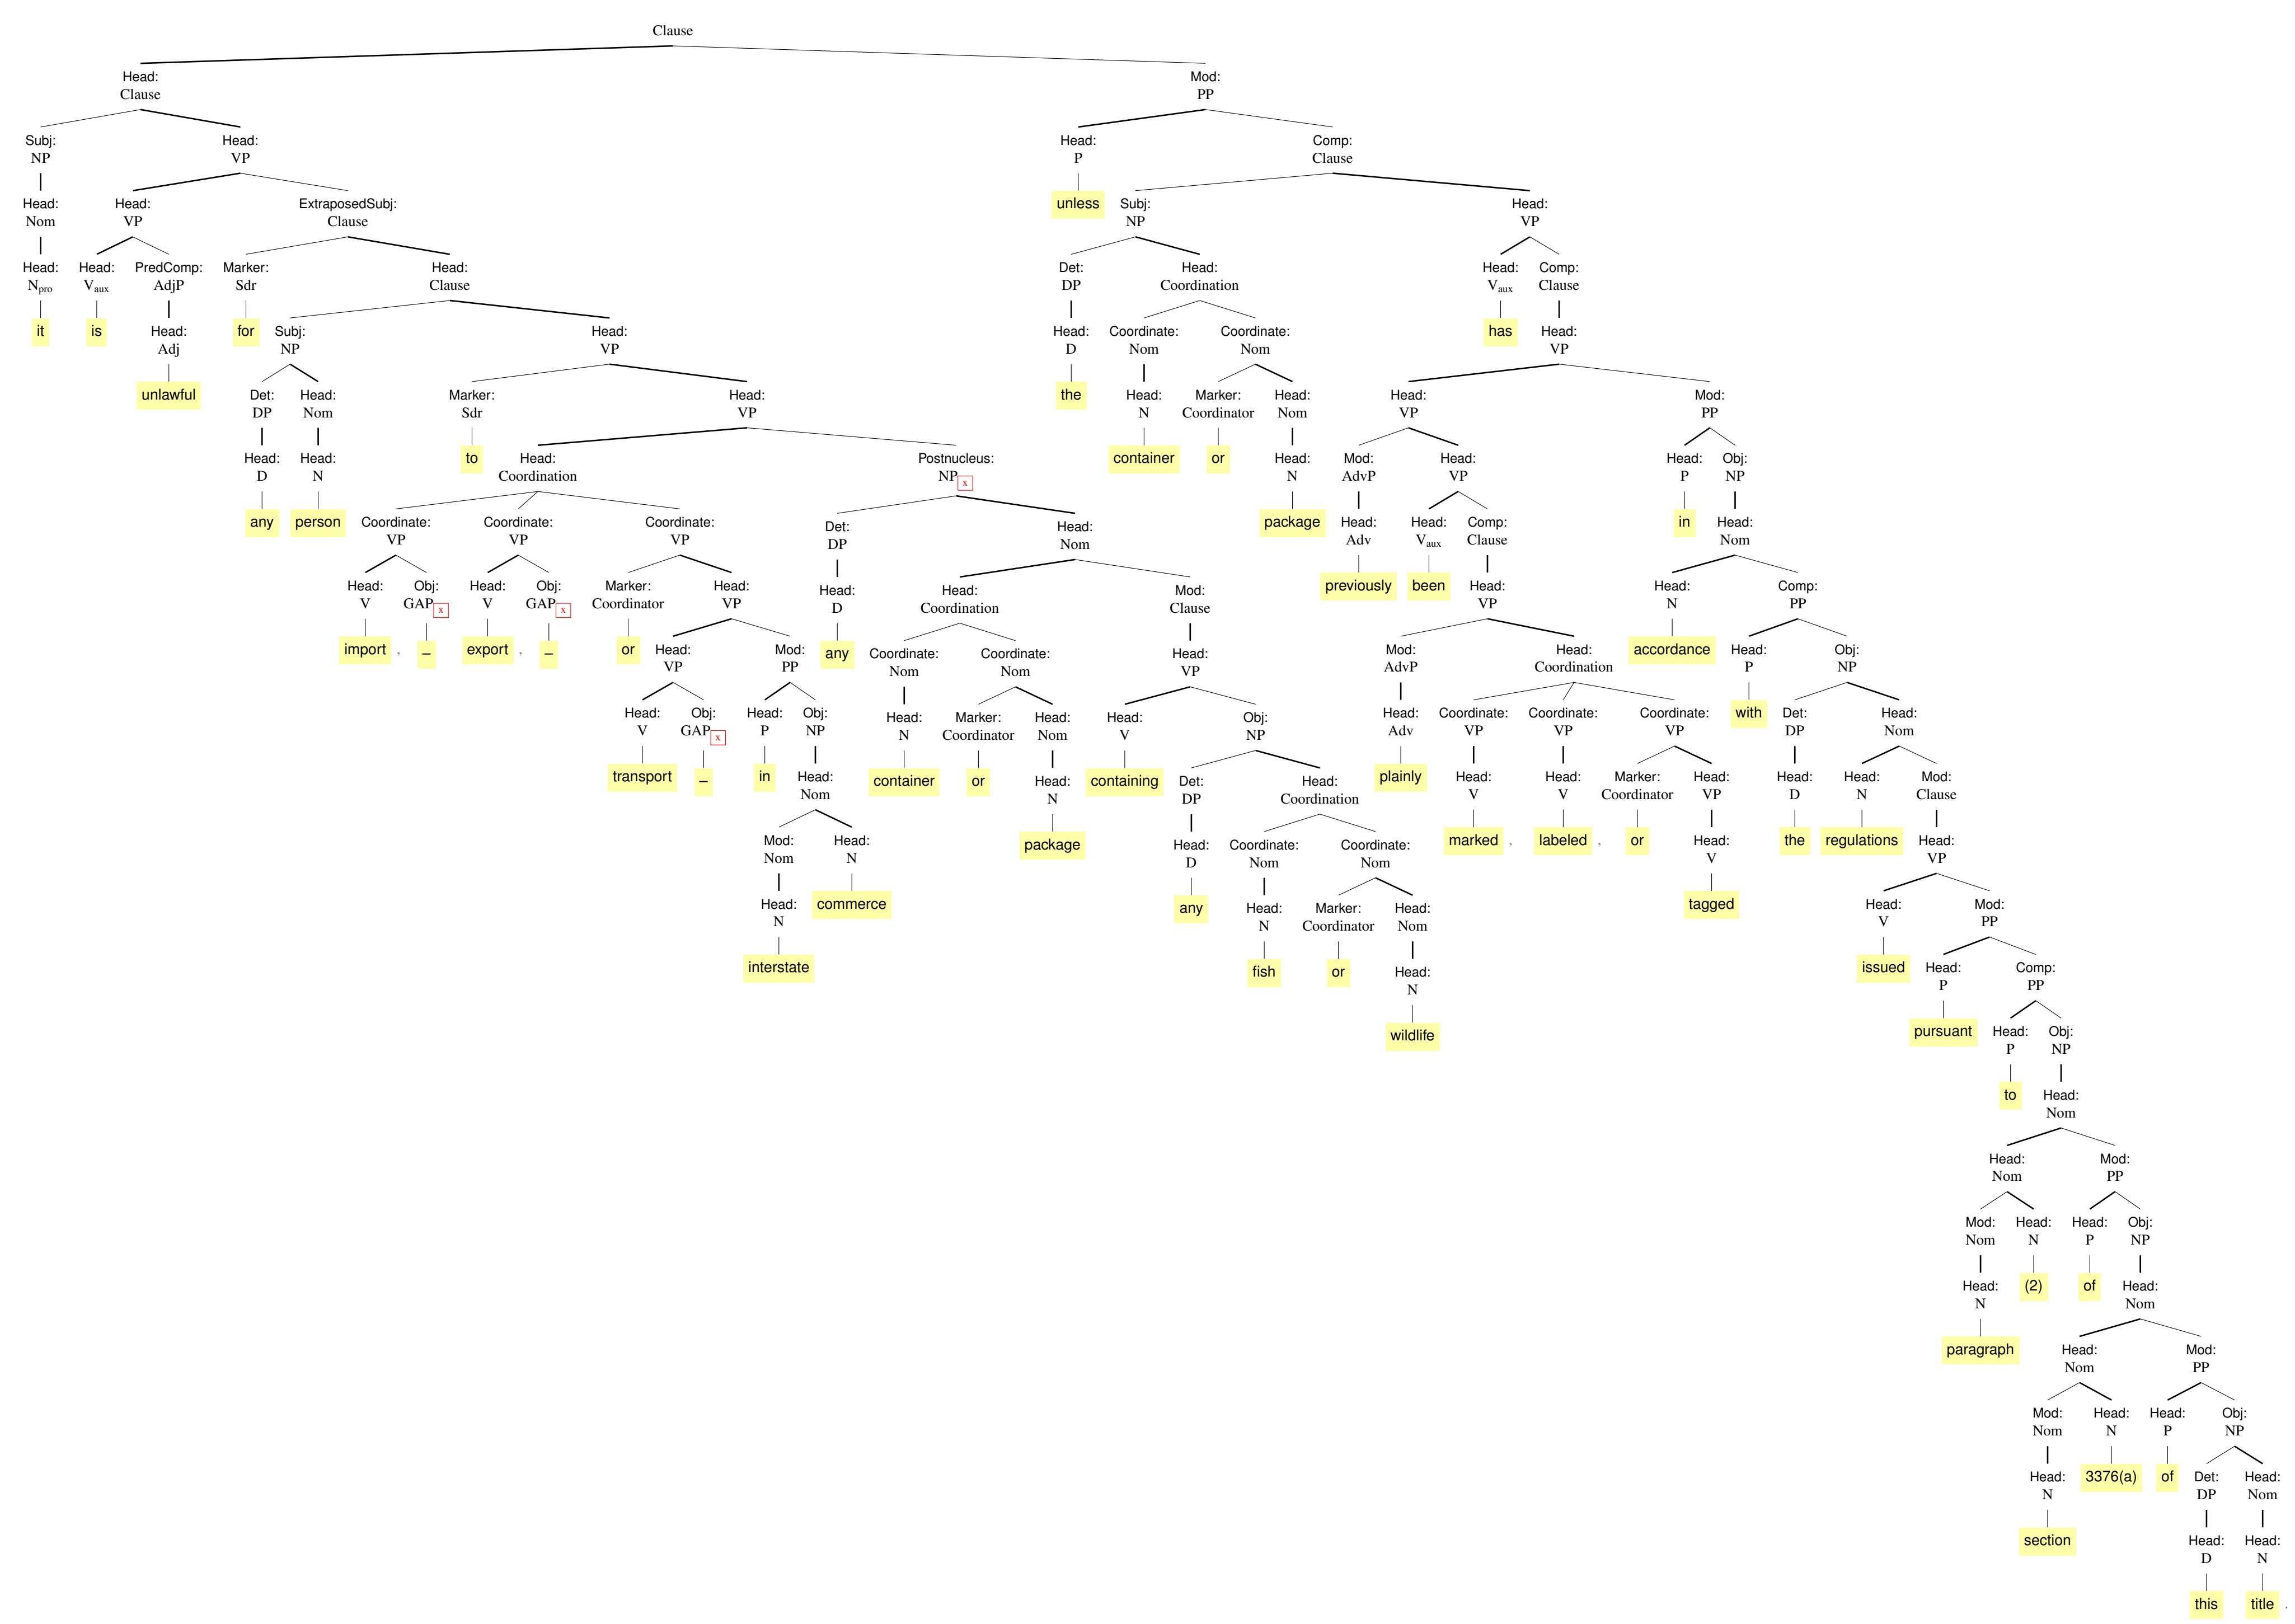 Clause
Head: Mod:
Clause PP
Subj: Head: Head: Comp:
NP VP P Clause
Head: Head: ExtraposedSubj: unless Subj: Head:
Nom VP Clause NP VP
Head: Head: PredComp: Marker: Head: Det: Head: Head: Comp:
Npro Vaux AdjP Sdr Clause DP Coordination Vaux Clause
it is Head: for Subj: Head: Head: Coordinate: Coordinate: has Head:
Adj NP VP D Nom Nom VP
unlawful Det: Head: Marker: Head: the Head: Marker: Head: Head: Mod:
DP Nom Sdr VP N Coordinator Nom VP PP
Head: Head: to Head: Postnucleus: container or Head: Mod: Head: Head: Obj:
D N Coordination NP x N AdvP VP P NP
any person Coordinate: Coordinate: Coordinate: Det: Head: package Head: Head: Comp: in Head:
VP VP VP DP Nom Adv Vaux Clause Nom
Head: Obj: Head: Obj: Marker: Head: Head: Head: Mod: previously been Head: Head: Comp:
V GAP x V GAP x Coordinator VP D Coordination Clause VP N PP
import , _ export , _ or Head: Mod: any Coordinate: Coordinate: Head: Mod: Head: accordance Head: Obj:
VP PP Nom Nom VP AdvP Coordination P NP
Head: Obj: Head: Obj: Head: Marker: Head: Head: Obj: Head: Coordinate: Coordinate: Coordinate: with Det: Head:
V GAP x P NP N Coordinator Nom V NP Adv VP VP VP DP Nom
transport _ in Head: container or Head: containing Det: Head: plainly Head: Head: Marker: Head: Head: Head: Mod:
Nom N DP Coordination V V Coordinator VP D N Clause
Mod: Head: package Head: Coordinate: Coordinate: marked , labeled , or Head: the regulations Head:
Nom N D Nom Nom V VP
Head: commerce any Head: Marker: Head: tagged Head: Mod:
N N Coordinator Nom V PP
interstate fish or Head: issued Head: Comp:
N P PP
wildlife pursuant Head: Obj:
P NP
to Head:
Nom
Head: Mod:
Nom PP
Mod: Head: Head: Obj:
Nom N P NP
Head: (2) of Head:
N Nom
paragraph Head: Mod:
Nom PP
Mod: Head: Head: Obj:
Nom N P NP
Head: 3376(a) of Det: Head:
N DP Nom
section Head: Head:
D N
this title .